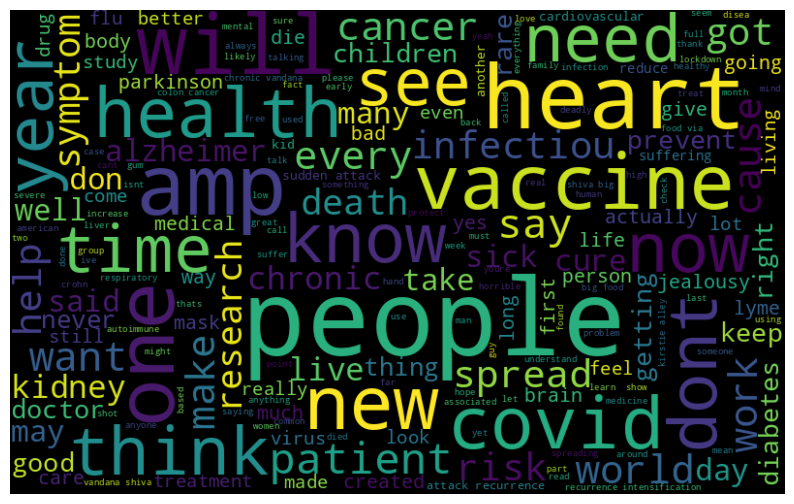 flu better
drug
body
study
will
cancer
children
die
rare
cardiovascular
love
everything
need
seem
full
thank
lockdown
disea
healthy
got
going
mental
sure
yeah
always
likely
talking
chronic vandana
please
early
another
family
infection
reduce
treat
month
year
symptom
parkinson
see
heart
colon cancer
fact
free
used
many
even
deadly
called
back
give
food via
mind
health
case
cant
gum
isnt
alzheimer
kid
talk
bad
infectiou
prevent
suffering
cause
living
don
come
every
sudden attack
something
real
shiva big
high
check
human
well
severe
increase
american
liver
two
group
ive
done
amp
low
great
call
suffer
death
vaccine
protect
know
yes
say
actually
lot
time
medical
way
week
must
youre
horrible
sick
cure
life
now
right
help
respiratory
crohn
thats
research
chronic
take
hand
big food
person
jealousy
said
never
mask
still
autoimmune
might
use
man
long
first
found
problem
getting
last
using
lyme
keep
someone
kirstie alley
one
want
make
people
live
thing
guy
understand
spread
feel
dont
work
diabetes
kidney
doctor
shot
based
saying
anyone
really
anything
point
far
much
women
common
new
hope
associated
let
brain
medicine
learn
show
may
virus
died
look
yet
covid
around
mean
good
think
patient
spreading
read
part
risk
world
day
care
vandana shiva
treatment
made
created
attack recurrence
recurrence intensification